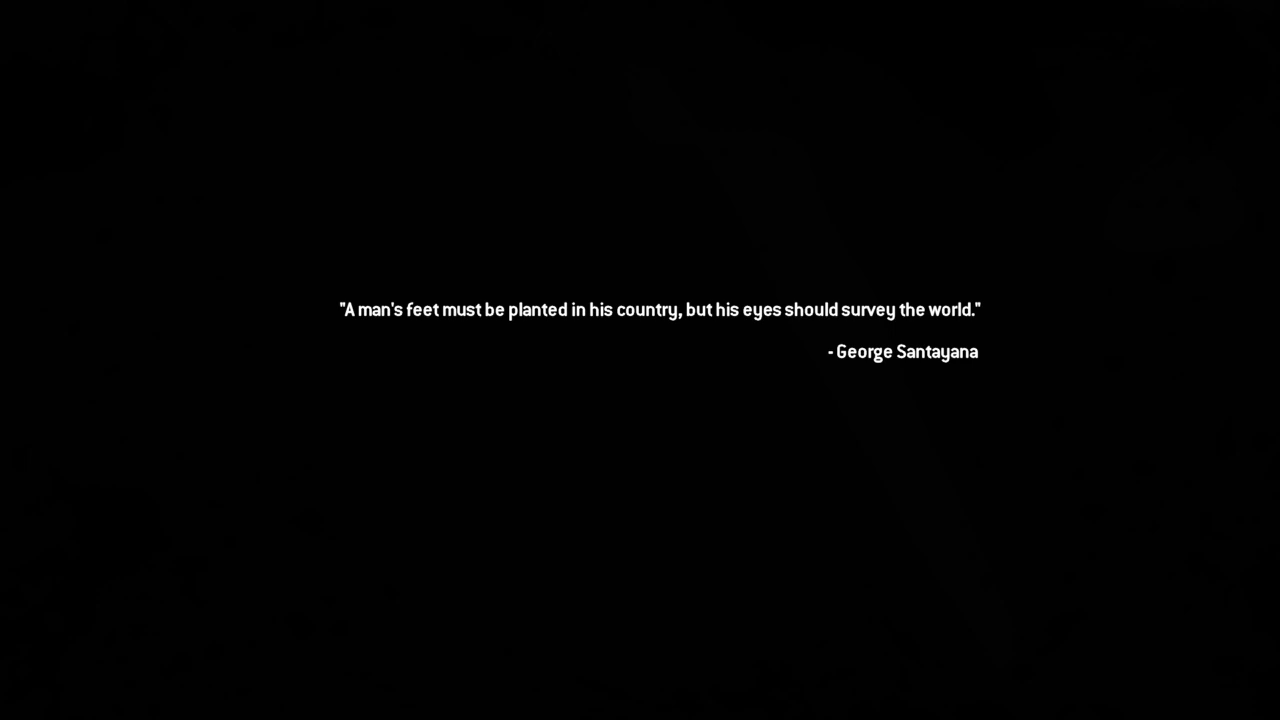 "A man's feet must be planted in his country, but his eyes should survey the world."
- George Santayana